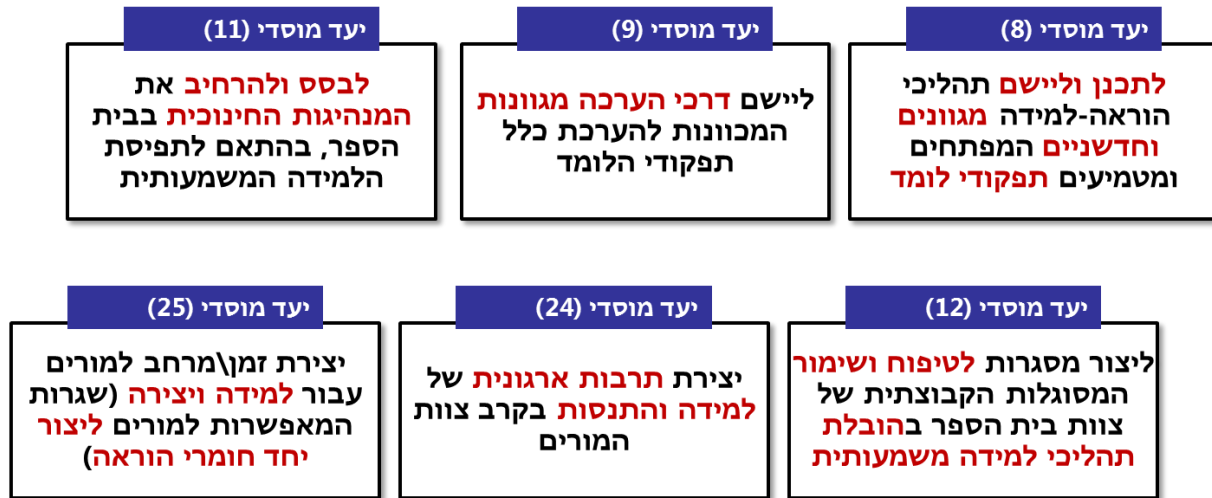 יעד מוסדי (8)
לתכנן וליישם תהליכי
הוראה-למידה מגוונים
וחדשניים המפתחים
ומטמיעים תפקודי לומד
יעד מוסדי (9)
ליישם דרכי הערכה מגוונות
המכוונות להערכת כלל
תפקודי הלומד
יעד מוסדי (11)
לבסס ולהרחיב את
המנהיגות החינוכית בבית
הספר, בהתאם לתפיסת
הלמידה המשמעותית
יעד מוסדי (12)
ליצור מסגרות לטיפוח ושימור
המסוגלות הקבוצתית של
צוות בית הספר בהובלת
תהליכי למידה משמעותית
יעד מוסדי (24)
יצירת תרבות ארגונית של
למידה והתנסות בקרב צוות
המורים
יעד מוסדי (25)
יצירת זמן\מרחב למורים
עבור למידה ויצירה (שגרות
המאפשרות למורים ליצור
יחד חומרי הוראה)